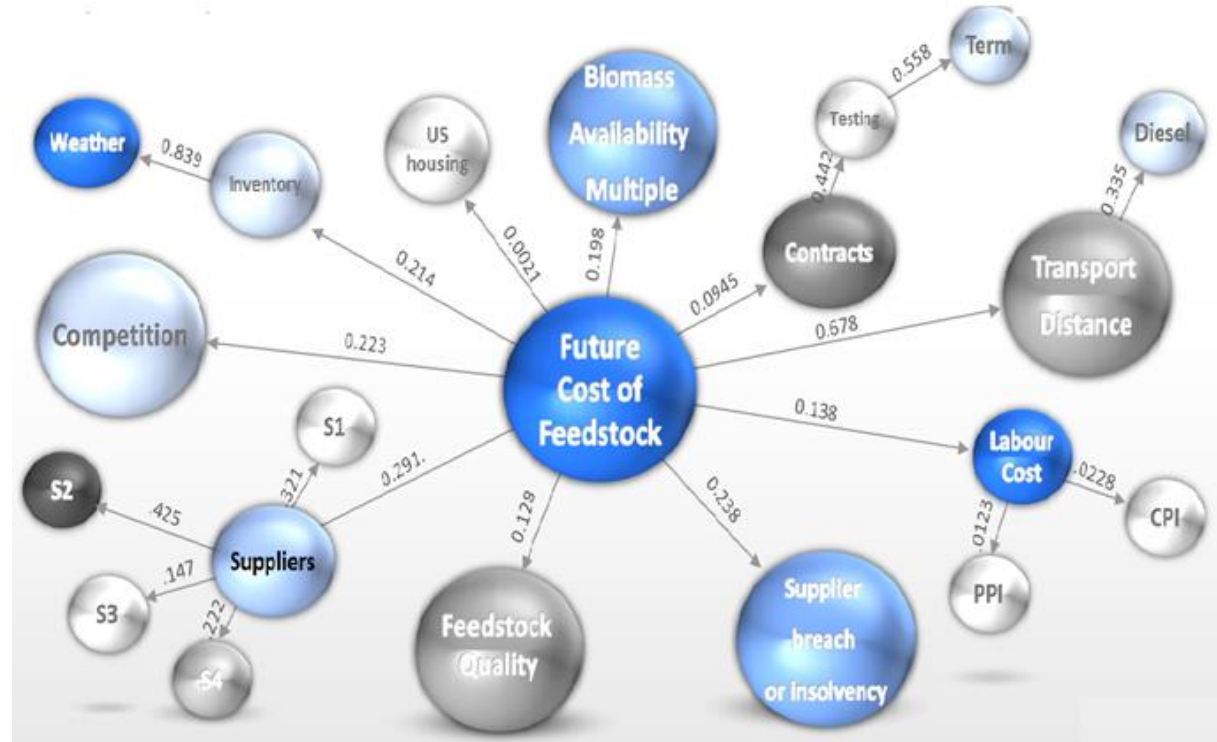 Term
0.558
Biomass
Availability
Multiple
Testing
Diesel
US
housing
Weather
0.839
Inventory
0.442
0.335
0.0021
0.198
Contracts
0.214
0.0945
Transport
Distance
0.678
Competition
0.223
Future
Cost of
Feedstock
0.138
S1
Labour
Cost
.0228
CPI
.0123
PPI
0.291.
.321
S2
.425
Suppliers
.147
S3
.222
S4
0.129
Feedstock
Quality
0.238
Supplier
breach
or insolvency